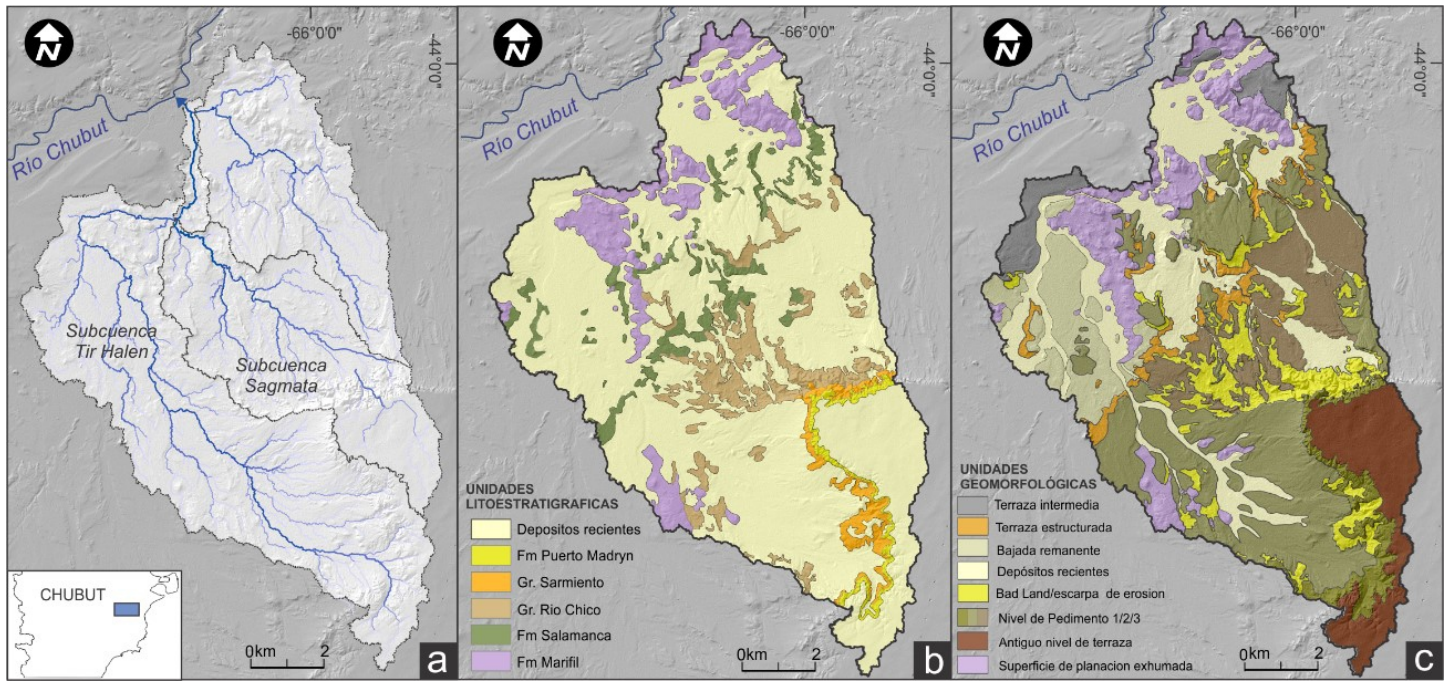 N
-66°0'0"
-44°0'0"
Río Chubut
Subcuenca
Tir Halen
Subcuenca
Sagmata
CHUBUT
0km 2
a
N
-66°0'0"
-44°0'0"
Río Chubut
UNIDADES
LITOESTRATIGRAFICAS
Depositos recientes
Fm Puerto Madryn
Gr. Sarmiento
Gr. Rio Chico
Fm Salamanca
Fm Marifil
0km 2
b
N
-66°0'0"
-44°0'0"
Río Chubut
UNIDADES
GEOMORFOLÓGICAS
Terraza intermedia
Terraza estructurada
Bajada remanente
Depósitos recientes
Bad Land/escarpa de erosion
Nivel de Pedimento 1/2/3
Antiguo nivel de terraza
Superficie de planacion exhumada
0km 2
c